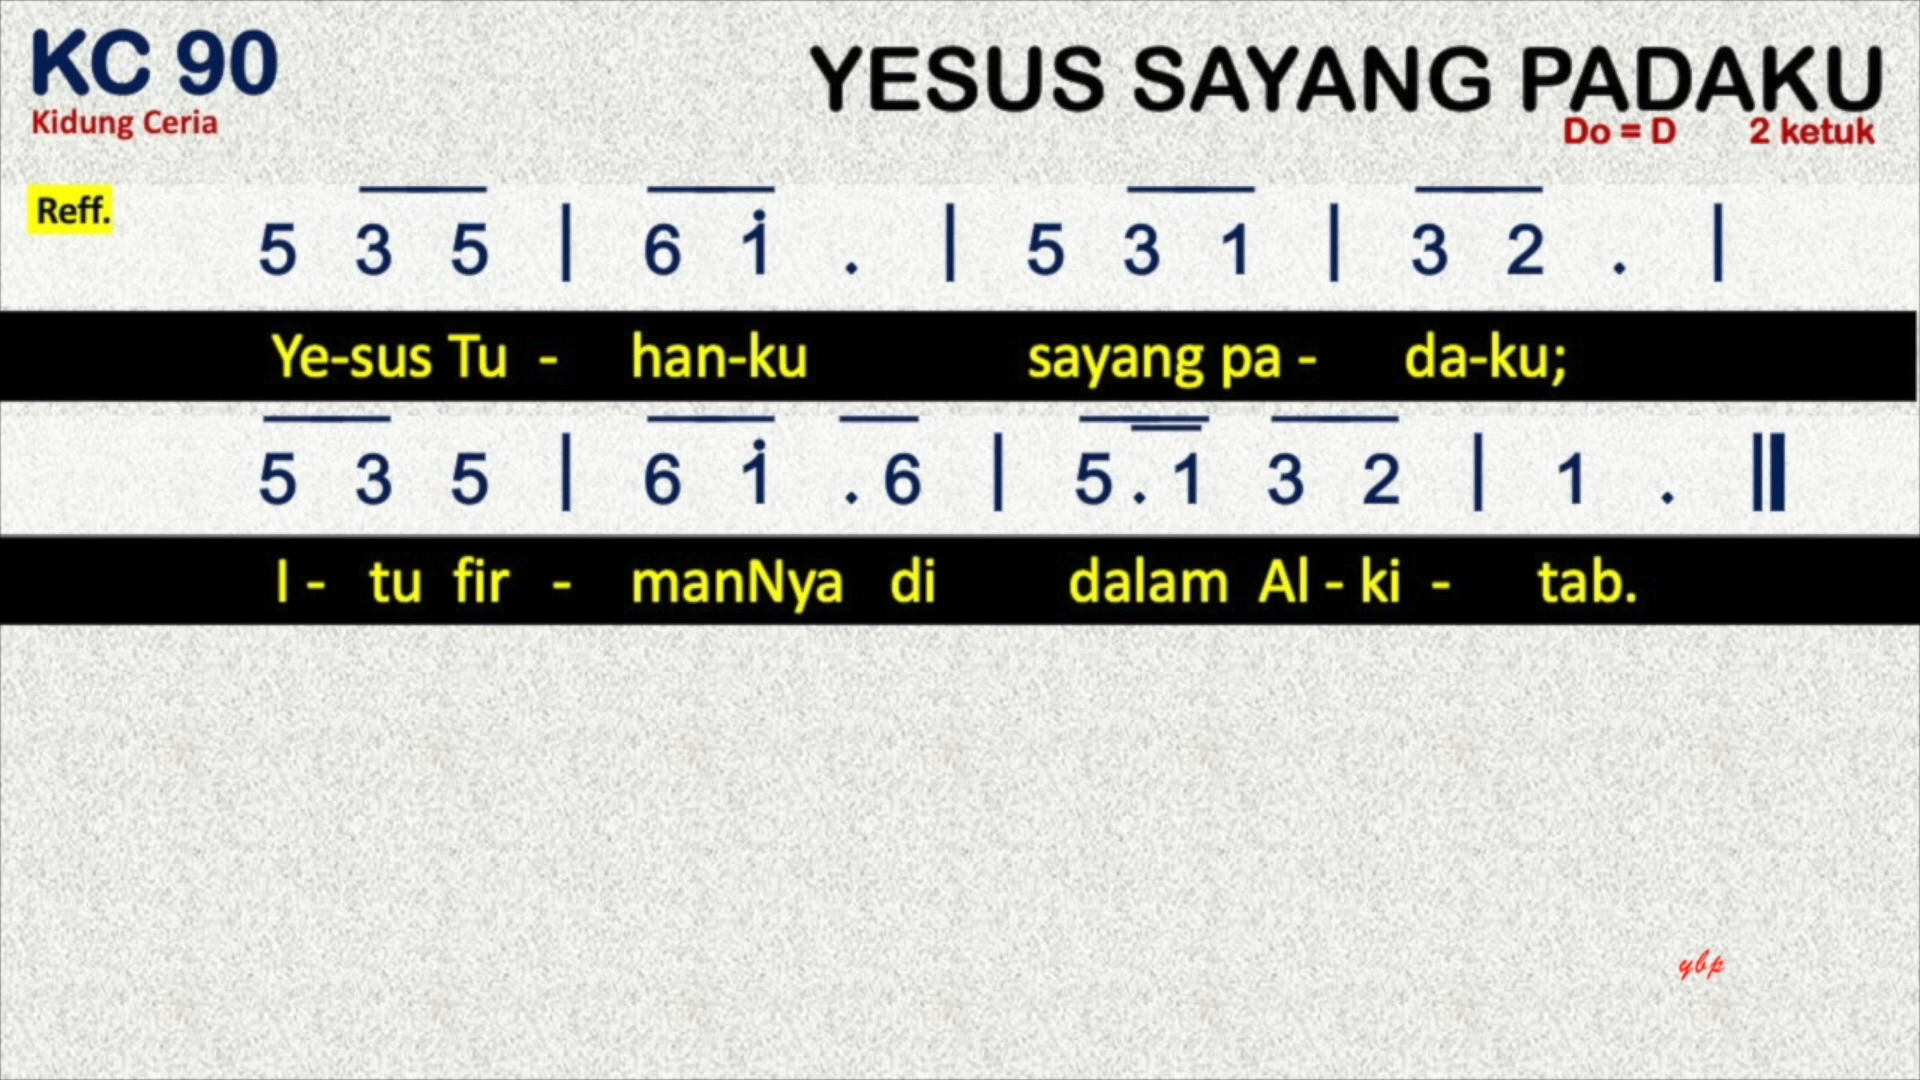 KC 90
YESUS SAYANG PADAKU
Kidung Ceria
Do = D 2 ketuk
Reff.
5 3 5 | 6 1̇ . | 5 3 1 | 3 2 . |
Ye-sus Tu - han-ku sayang pa - da-ku;
5 3 5 | 6 1̇ . 6 | 5 . 1 3 2 | 1 . ||
I - tu fir - manNya di dalam Al - ki - tab.
ybp